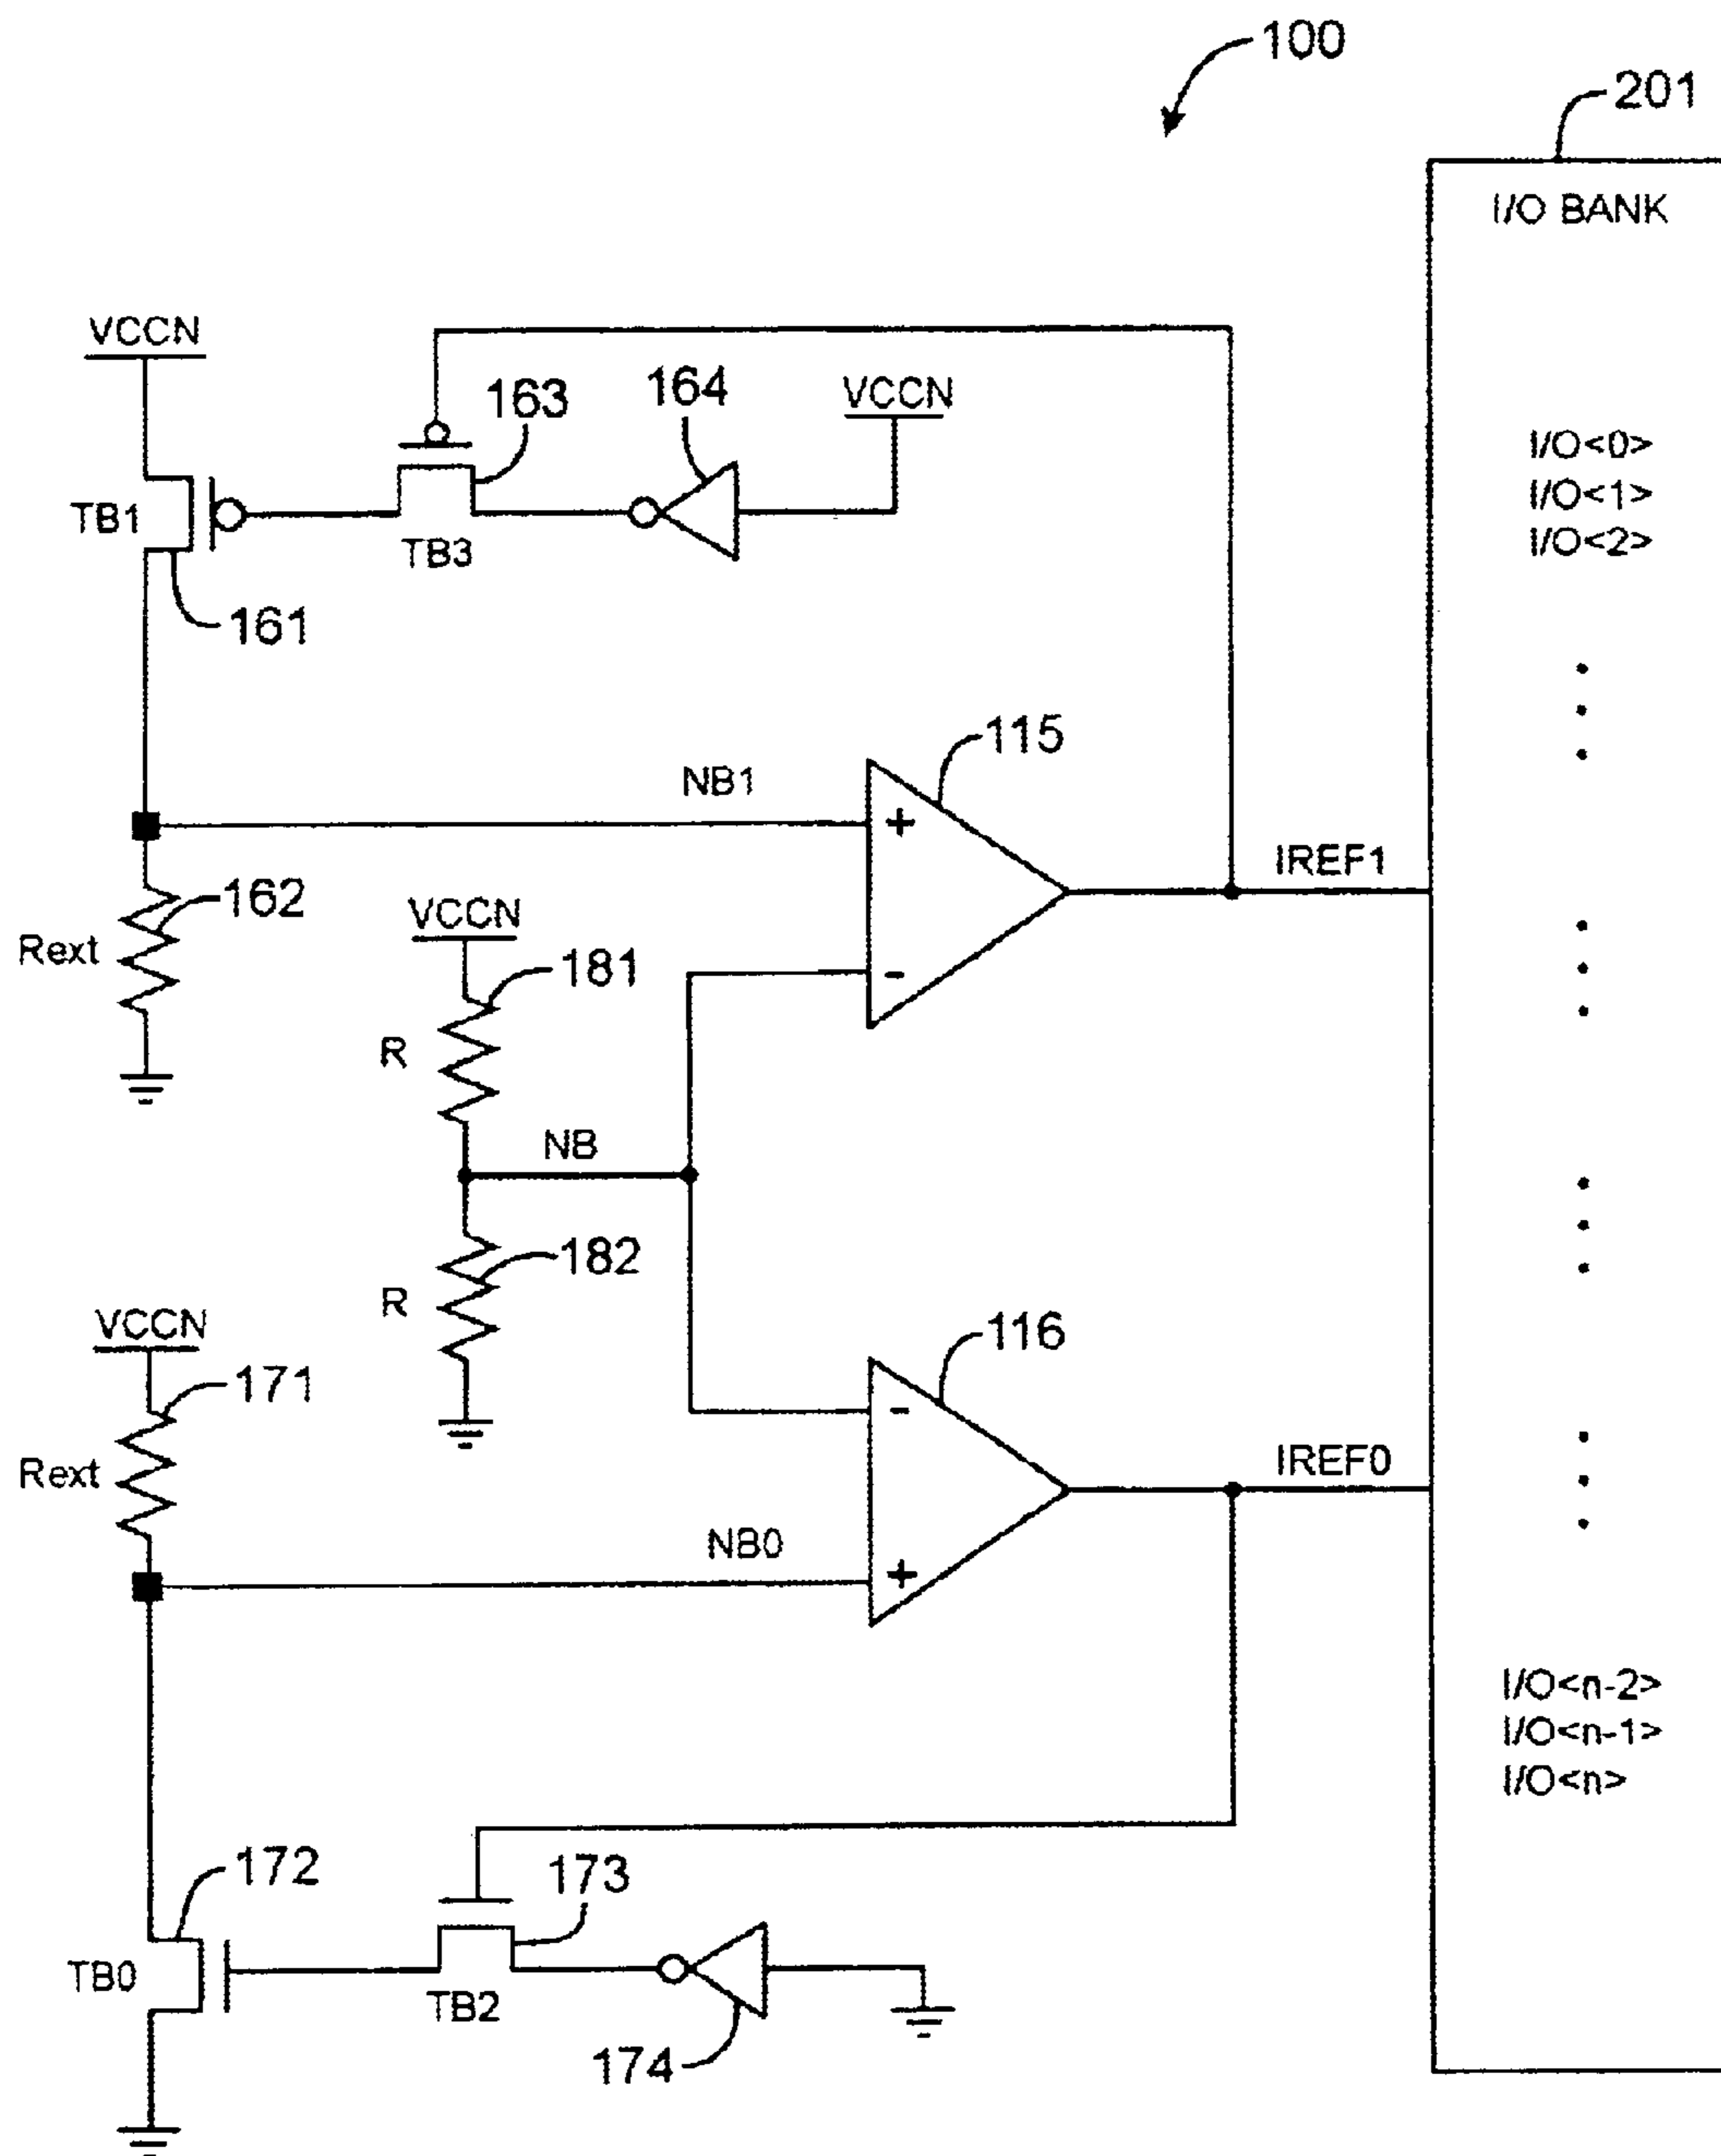 100
201
I/O BANK
VCCN
163
164
VCCN
I/O<0>
I/O<1>
I/O<2>
TB1
TB3
161
115
NB1
+
IREF1
162
Rext
VCCN
181
-
R
NB
182
R
116
VCCN
171
-
Rext
IREF0
NB0
+
I/O<n-2>
I/O<n-1>
I/O<n>
172
173
TB0
TB2
174